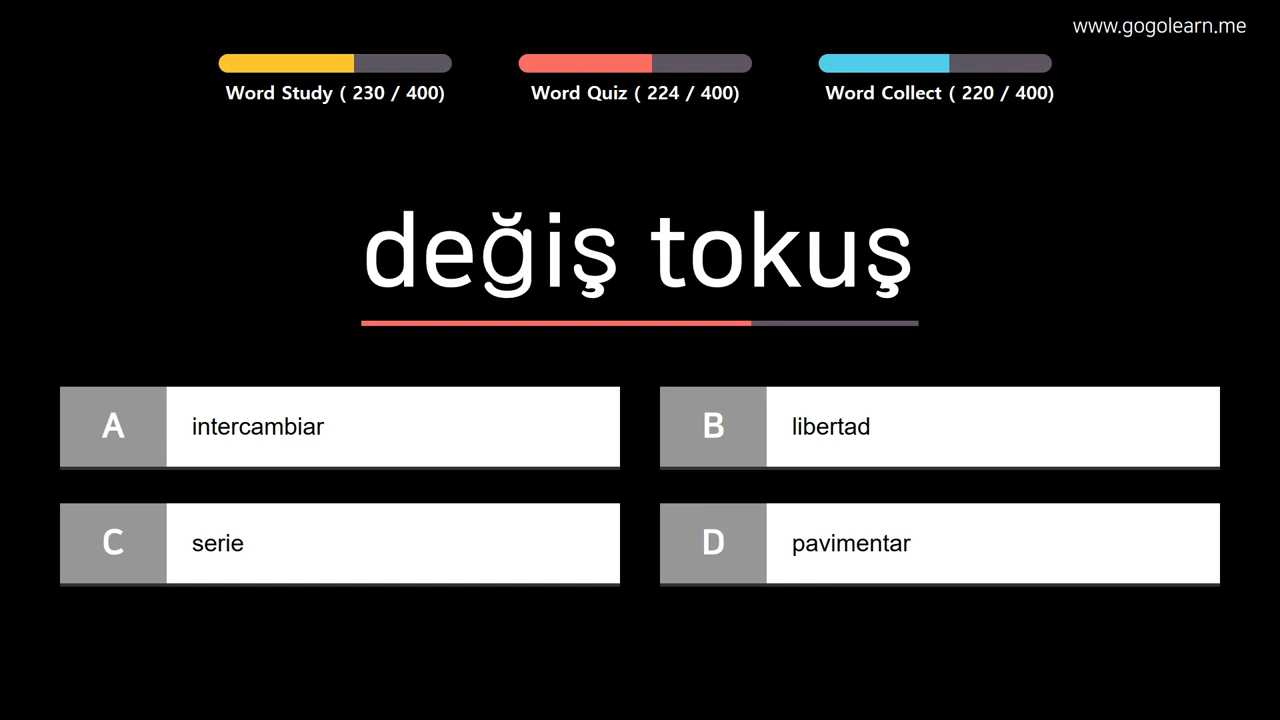 www.gogolearn.me
Word Study ( 230 / 400)
Word Quiz ( 224 / 400)
Word Collect ( 220 / 400)
değiş tokuş
A intercambiar
B libertad
C serie
D pavimentar